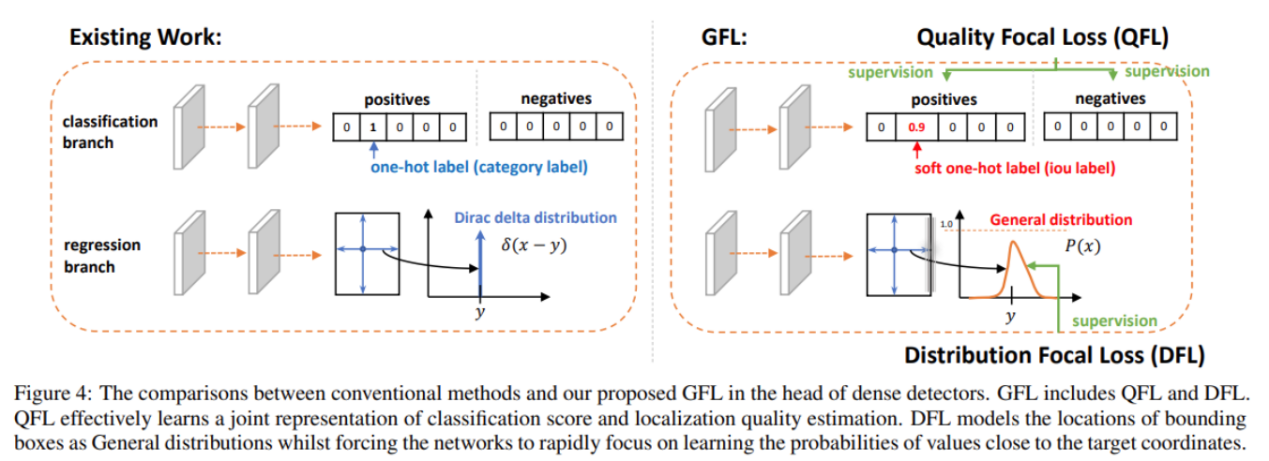 Existing Work:
classification
branch
positives
negatives
0 1 0 0 0
0 0 0 0 0
one-hot label (category label)
regression
branch
Dirac delta distribution
δ(x − y)
y
GFL:
Quality Focal Loss (QFL)
supervision
supervision
positives
negatives
0 0.9 0 0 0
0 0 0 0 0
soft one-hot label (iou label)
1.0
General distribution
P(x)
y
supervision
Distribution Focal Loss (DFL)
Figure 4: The comparisons between conventional methods and our proposed GFL in the head of dense detectors. GFL includes QFL and DFL.
QFL effectively learns a joint representation of classification score and localization quality estimation. DFL models the locations of bounding
boxes as General distributions whilst forcing the networks to rapidly focus on learning the probabilities of values close to the target coordinates.